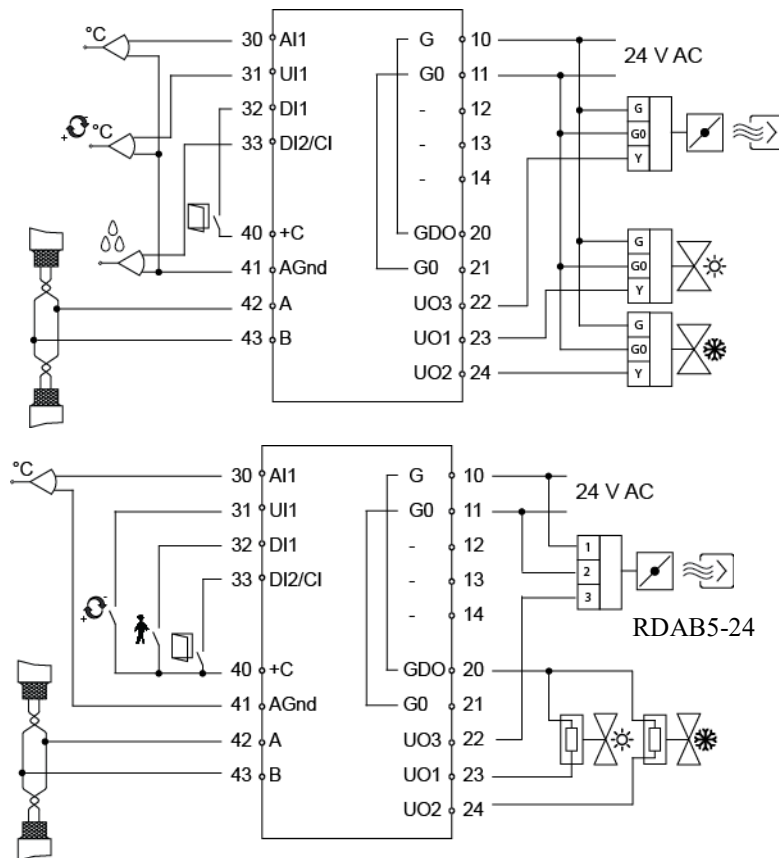 °C 30 AI1 G 10
24 V AC
31 UI1 G0 11
+ - °C 32 DI1 - 12
G
33 DI2/CI - 13
G0
- 14
Y
40 +C GDO 20
G
41 AGnd G0 21
G0
42 A UO3 22
Y
43 B UO1 23
G
UO2 24
G0
Y
°C 30 AI1 G 10
24 V AC
31 UI1 G0 11
32 DI1 - 12
1
33 DI2/CI - 13
2
3
- 14
+ -
RDAB5-24
40 +C GDO 20
41 AGnd G0 21
42 A UO3 22
43 B UO1 23
UO2 24